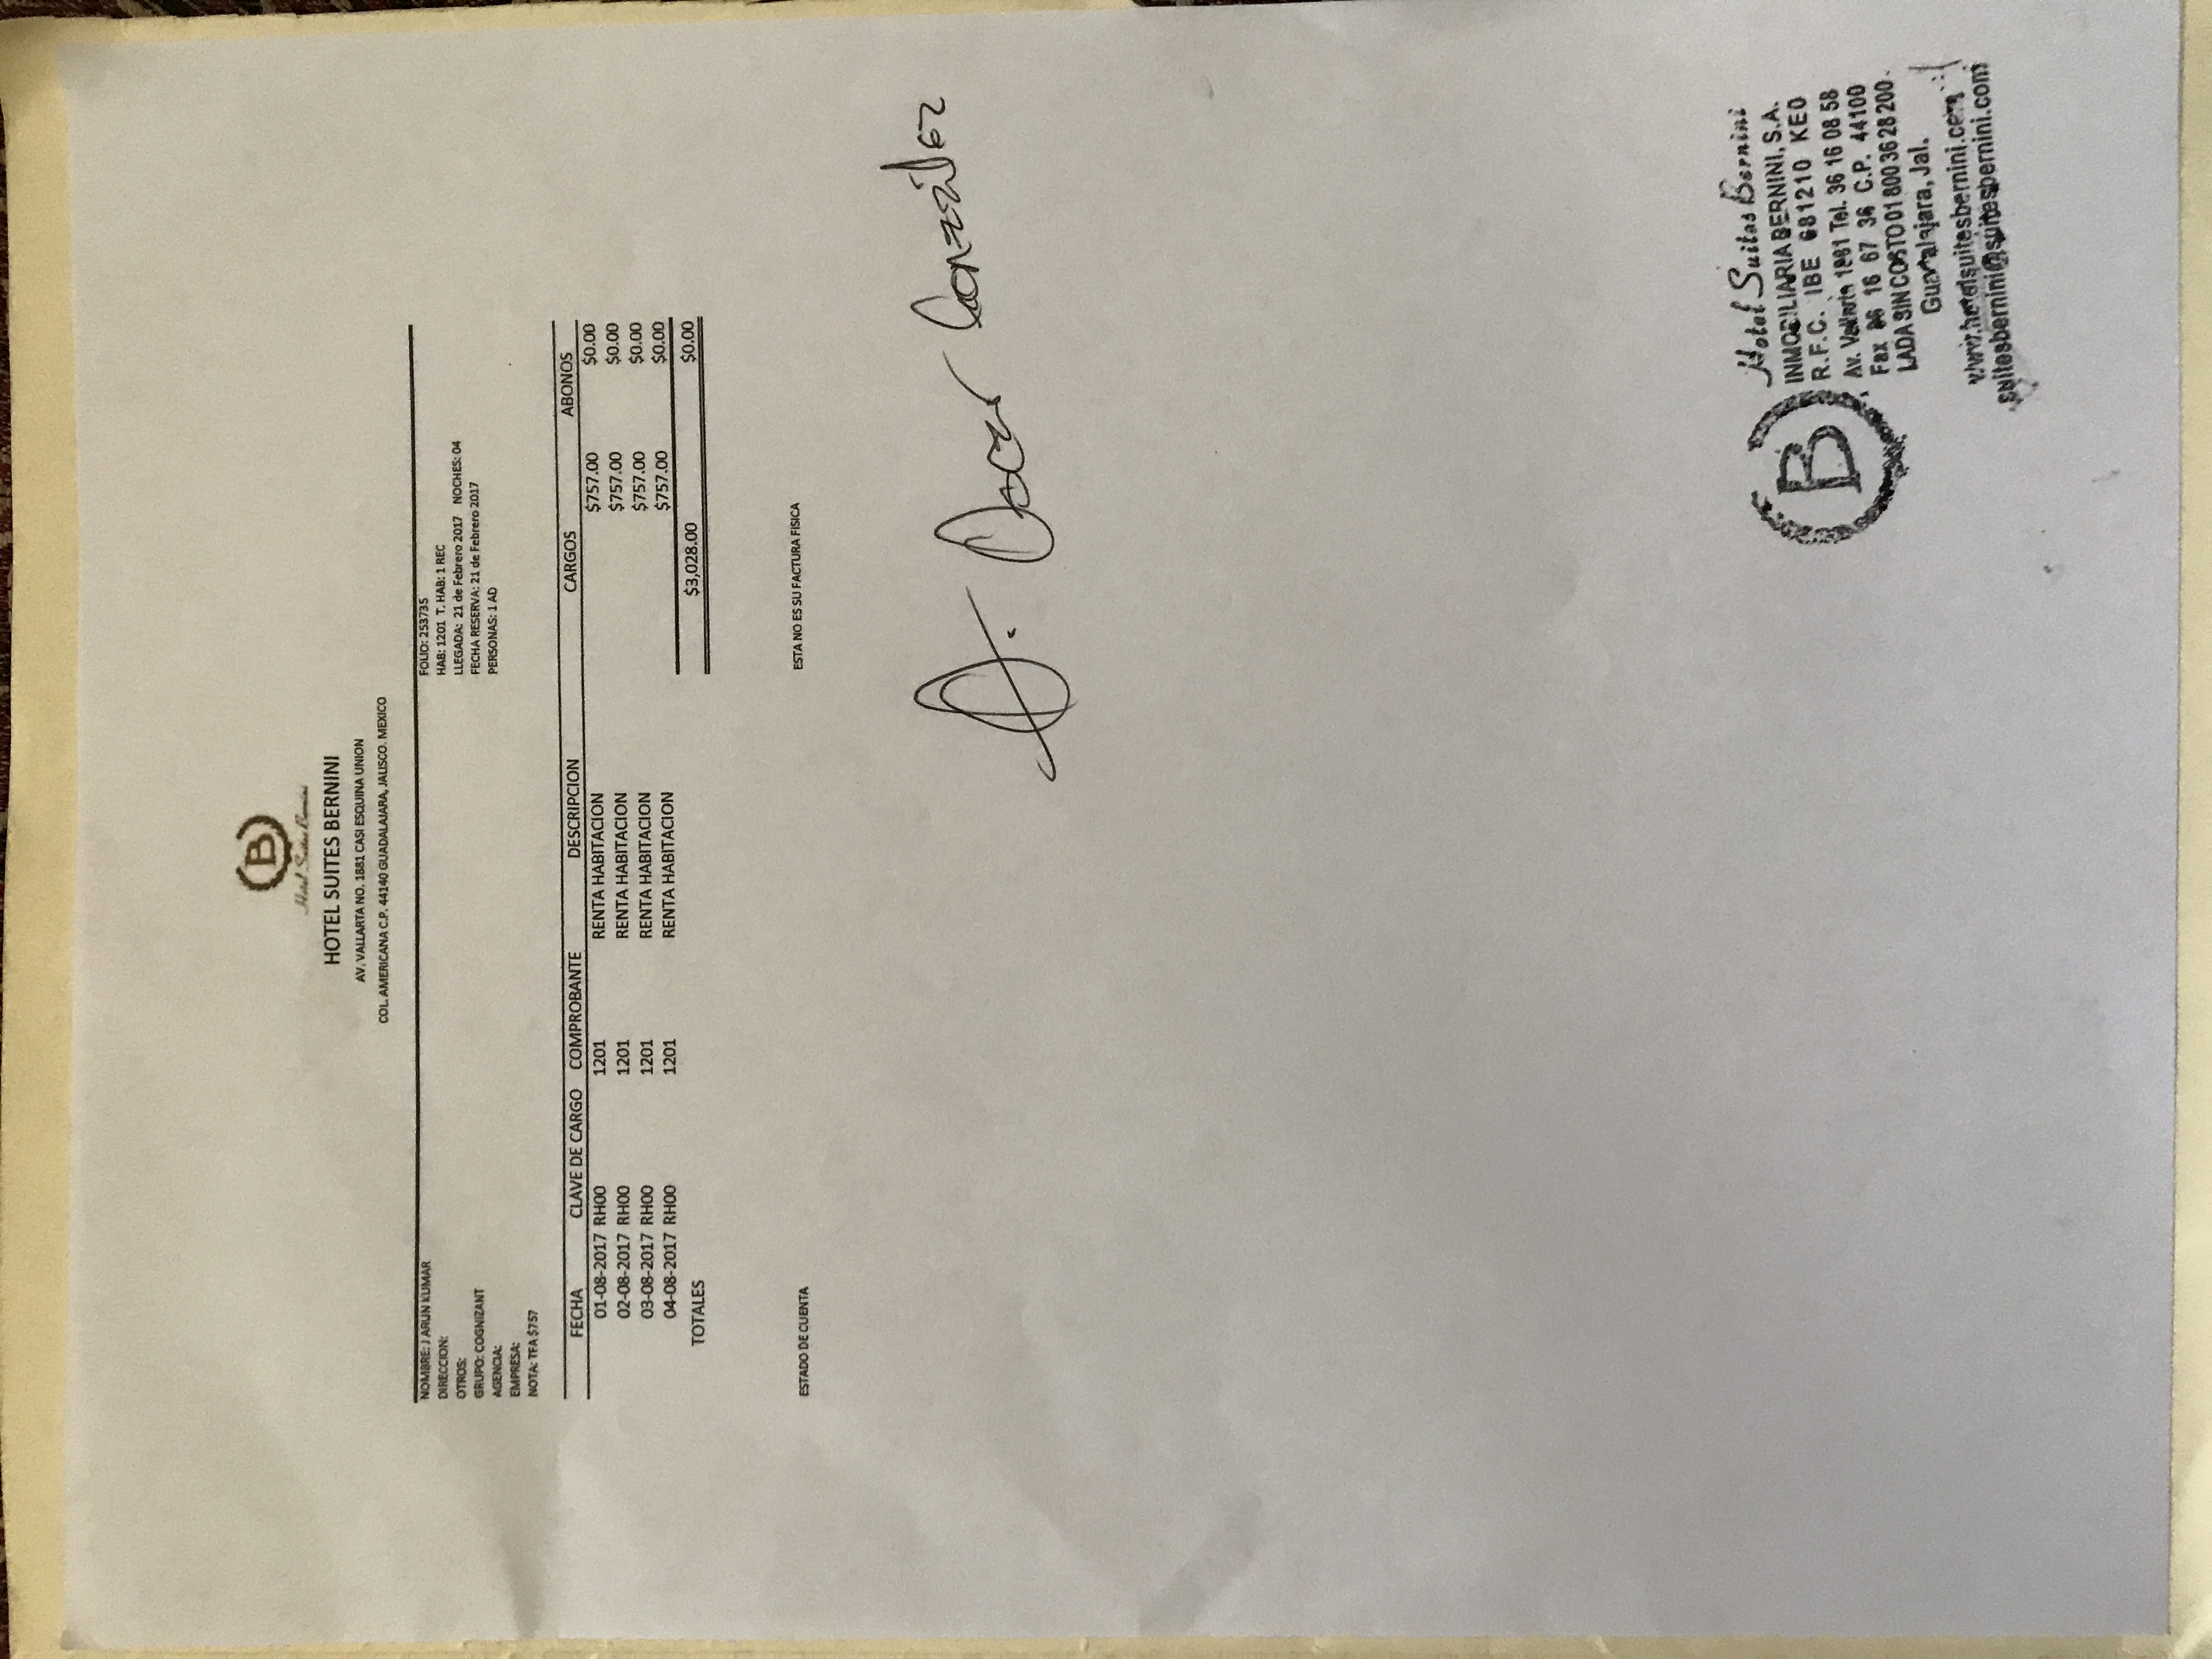 B
Hotel Suites Bernini
HOTEL SUITES BERNINI
AV. VALLARTA NO. 1881 CASI ESQUINA UNION
COL. AMERICANA C.P. 44140 GUADALAJARA, JALISCO. MEXICO
NOMBRE: J ARUN KUMAR FOLIO: 253735
DIRECCION: HAB: 1201 T. HAB: 1 REC
OTROS: LLEGADA: 21 de Febrero 2017 NOCHES: 04
GRUPO: COGNIZANT FECHA RESERVA: 21 de Febrero 2017
AGENCIA: PERSONAS: 1 AD
EMPRESA:
NOTA: TFA $757
FECHA CLAVE DE CARGO COMPROBANTE DESCRIPCION CARGOS ABONOS
01-08-2017 RH00 1201 RENTA HABITACION $757.00 $0.00
02-08-2017 RH00 1201 RENTA HABITACION $757.00 $0.00
03-08-2017 RH00 1201 RENTA HABITACION $757.00 $0.00
04-08-2017 RH00 1201 RENTA HABITACION $757.00 $0.00
TOTALES $3,028.00 $0.00
ESTADO DE CUENTA ESTA NO ES SU FACTURA FISICA
Oscar González
B
Hotel Suites Bernini
INMOBILIARIA BERNINI, S.A.
R.F.C. IBE 681210 KE0
Av. Vallarta 1881 Tel. 36 16 08 58
Fax 36 16 67 36 C.P. 44100
LADA SIN COSTO 01 800 36 28 200
Guadalajara, Jal.
www.hotelsuitesbernini.com
suitesbernini@suitesbernini.com